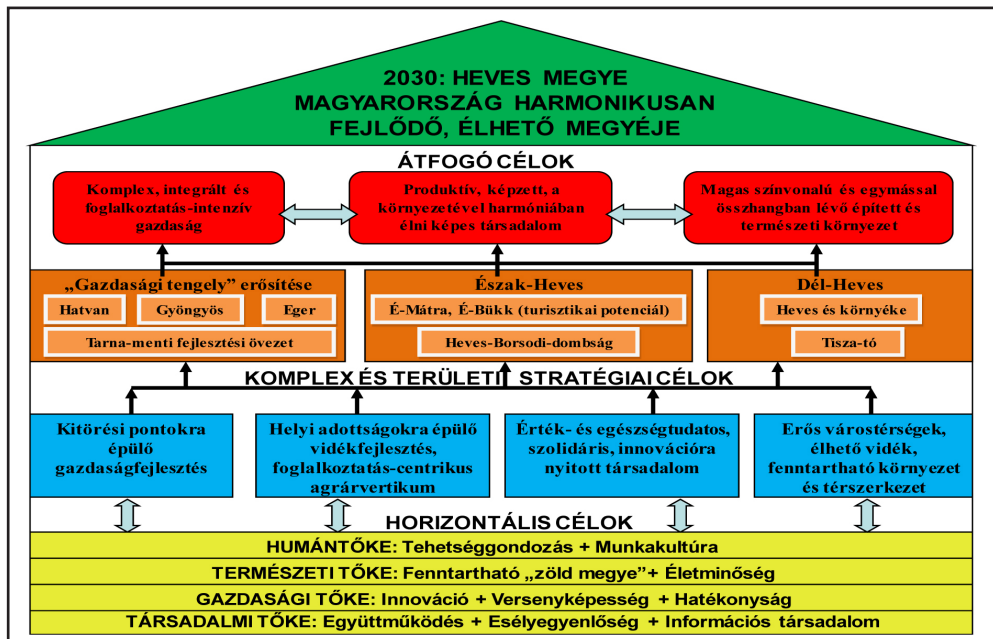 2030: HEVES MEGYE
MAGYARORSZÁG HARMONIKUSAN
FEJLŐDŐ, ÉLHETŐ MEGYÉJE
ÁTFOGÓ CÉLOK
Komplex, integrált és
foglalkoztatás-intenzív
gazdaság
Produktív, képzett, a
környezetével harmóniában
élni képes társadalom
Magas színvonalú és egymással
összhangban lévő épített és
természeti környezet
„Gazdasági tengely” erősítése
Hatvan
Gyöngyös
Eger
Tarna-menti fejlesztési övezet
Észak-Heves
É-Mátra, É-Bükk (turisztikai potenciál)
Heves-Borsodi-dombság
Dél-Heves
Heves és környéke
Tisza-tó
KOMPLEX ÉS TERÜLETI STRATÉGIAI CÉLOK
Kitörési pontokra
épülő
gazdaságfejlesztés
Helyi adottságokra épülő
vidékfejlesztés,
foglalkoztatás-centrikus
agrárvertikum
Érték- és egészségtudatos,
szolidáris, innovációra
nyitott társadalom
Erős várostérségek,
élhető vidék,
fenntartható környezet
és térszerkezet
HORIZONTÁLIS CÉLOK
HUMÁNTŐKE: Tehetséggondozás + Munkakultúra
TERMÉSZETI TŐKE: Fenntartható „zöld megye”+ Életminőség
GAZDASÁGI TŐKE: Innováció + Versenyképesség + Hatékonyság
TÁRSADALMI TŐKE: Együttműködés + Esélyegyenlőség + Információs társadalom